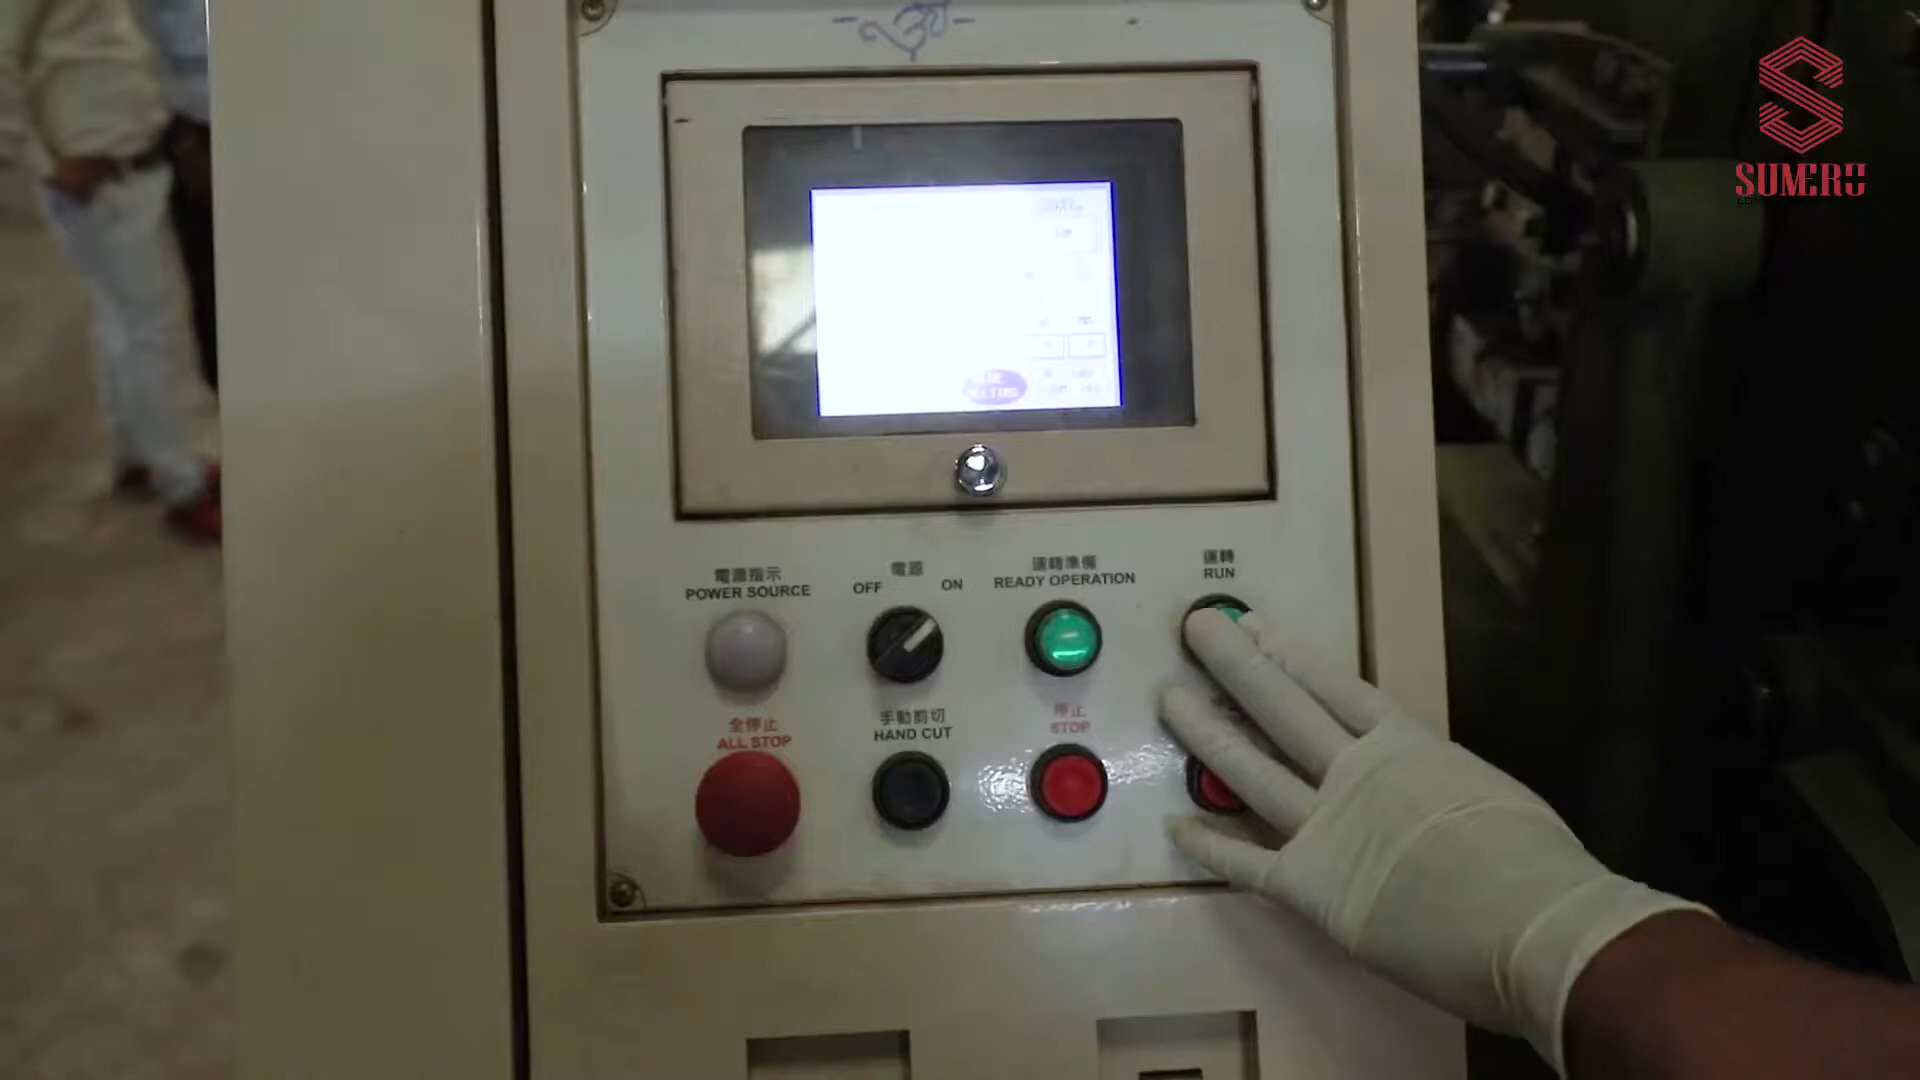 SUMERU
電源指示
POWER SOURCE
電源
OFF ON
運轉準備
READY OPERATION
運轉
RUN
全停止
ALL STOP
手動剪切
HAND CUT
停止
STOP